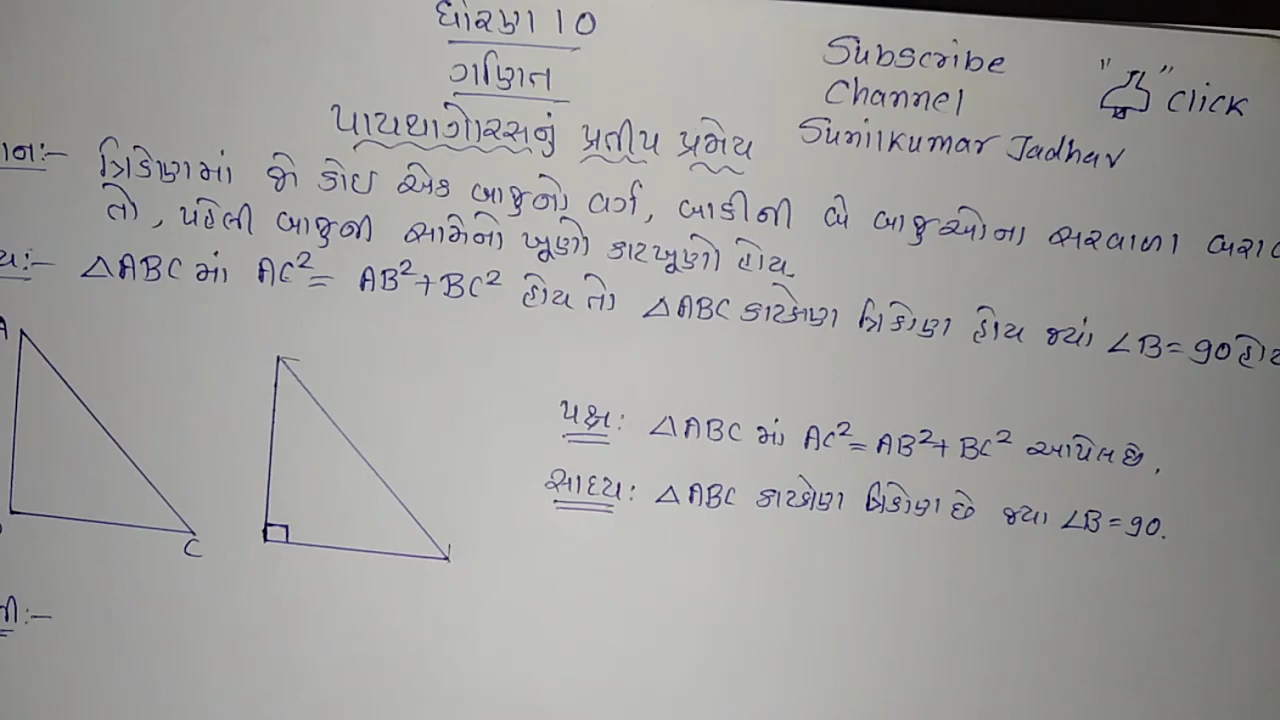 ધોરણ 10
ગણિત
Subscribe
Channel
Sunilkumar Jadhav
" " click
પાયથાગોરસનું પ્રતીપ પ્રમેય
ાન:- ત્રિકોણમાં જો કોઇ એક બાજુનો વર્ગ, બાકીની બે બાજુઓના સરવાળા બરા
તો, પહેલી બાજુની સામેનો ખૂણો કાટખૂણો હોય.
ય:- △ABC માં AC²= AB²+BC² હોય તો △ABC કાટકોણ ત્રિકોણ હોય જ્યાં ∠B=90 હોય
A
C
પક્ષ: △ABC માં AC²=AB²+BC² આપેલ છે.
સાધ્ય: △ABC કાટકોણ ત્રિકોણ છે જ્યા ∠B=90.
ી:-